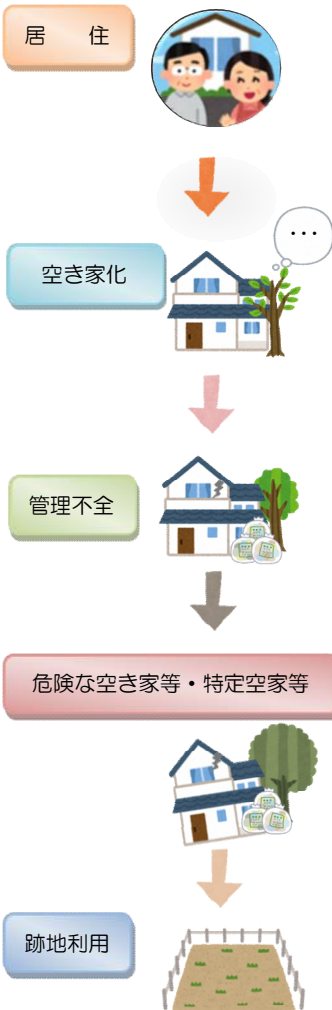 居　住
…
空き家化
管理不全
危険な空き家等・特定空家等
跡地利用